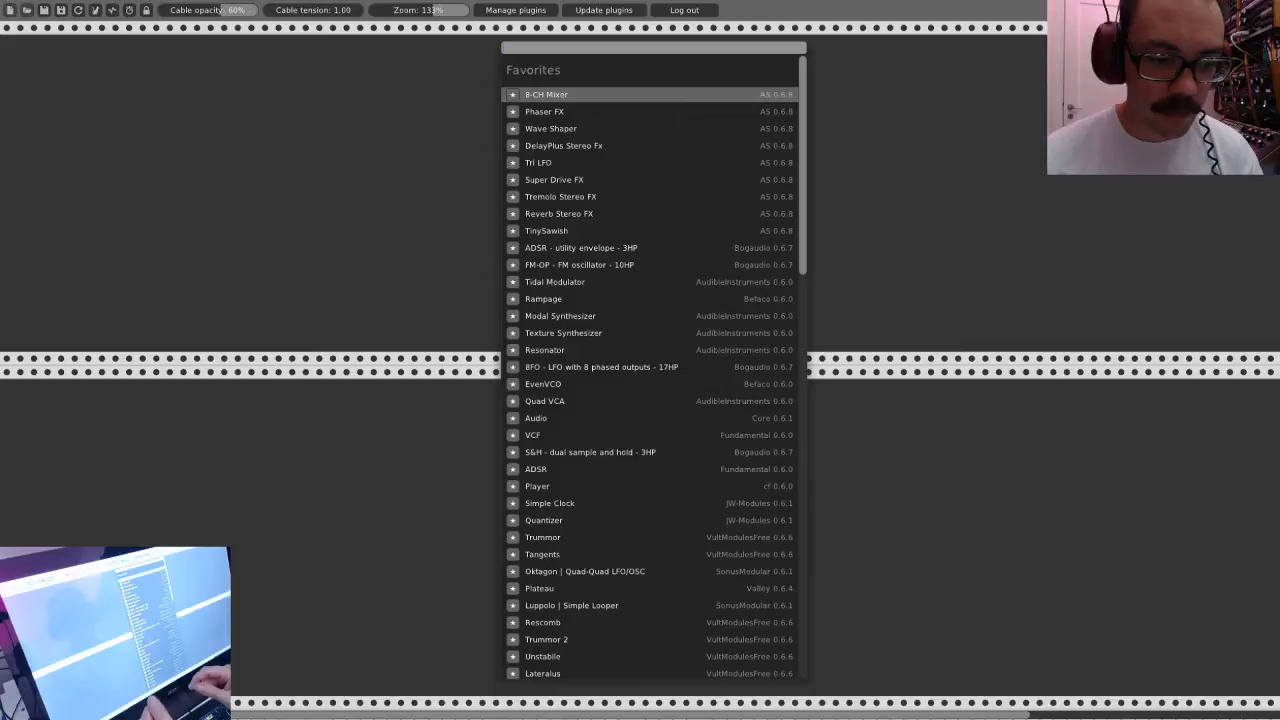 Cable opacity: 60%
Cable tension: 1.00
Zoom: 133%
Manage plugins
Update plugins
Log out
Favorites
8-CH Mixer AS 0.6.8
Phaser FX AS 0.6.8
Wave Shaper AS 0.6.8
DelayPlus Stereo Fx AS 0.6.8
Tri LFO AS 0.6.8
Super Drive FX AS 0.6.8
Tremolo Stereo FX AS 0.6.8
Reverb Stereo FX AS 0.6.8
TinySawish AS 0.6.8
ADSR - utility envelope - 3HP Bogaudio 0.6.7
FM-OP - FM oscillator - 10HP Bogaudio 0.6.7
Tidal Modulator AudibleInstruments 0.6.0
Rampage Befaco 0.6.0
Modal Synthesizer AudibleInstruments 0.6.0
Texture Synthesizer AudibleInstruments 0.6.0
Resonator AudibleInstruments 0.6.0
8FO - LFO with 8 phased outputs - 17HP Bogaudio 0.6.7
EvenVCO Befaco 0.6.0
Quad VCA AudibleInstruments 0.6.0
Audio Core 0.6.1
VCF Fundamental 0.6.0
S&H - dual sample and hold - 3HP Bogaudio 0.6.7
ADSR Fundamental 0.6.0
Player cf 0.6.0
Simple Clock JW-Modules 0.6.1
Quantizer JW-Modules 0.6.1
Trummor VultModulesFree 0.6.6
Tangents VultModulesFree 0.6.6
Oktagon | Quad-Quad LFO/OSC SonusModular 0.6.1
Plateau Valley 0.6.4
Luppolo | Simple Looper SonusModular 0.6.1
Rescomb VultModulesFree 0.6.6
Trummor 2 VultModulesFree 0.6.6
Unstabile VultModulesFree 0.6.6
Lateralus VultModulesFree 0.6.6